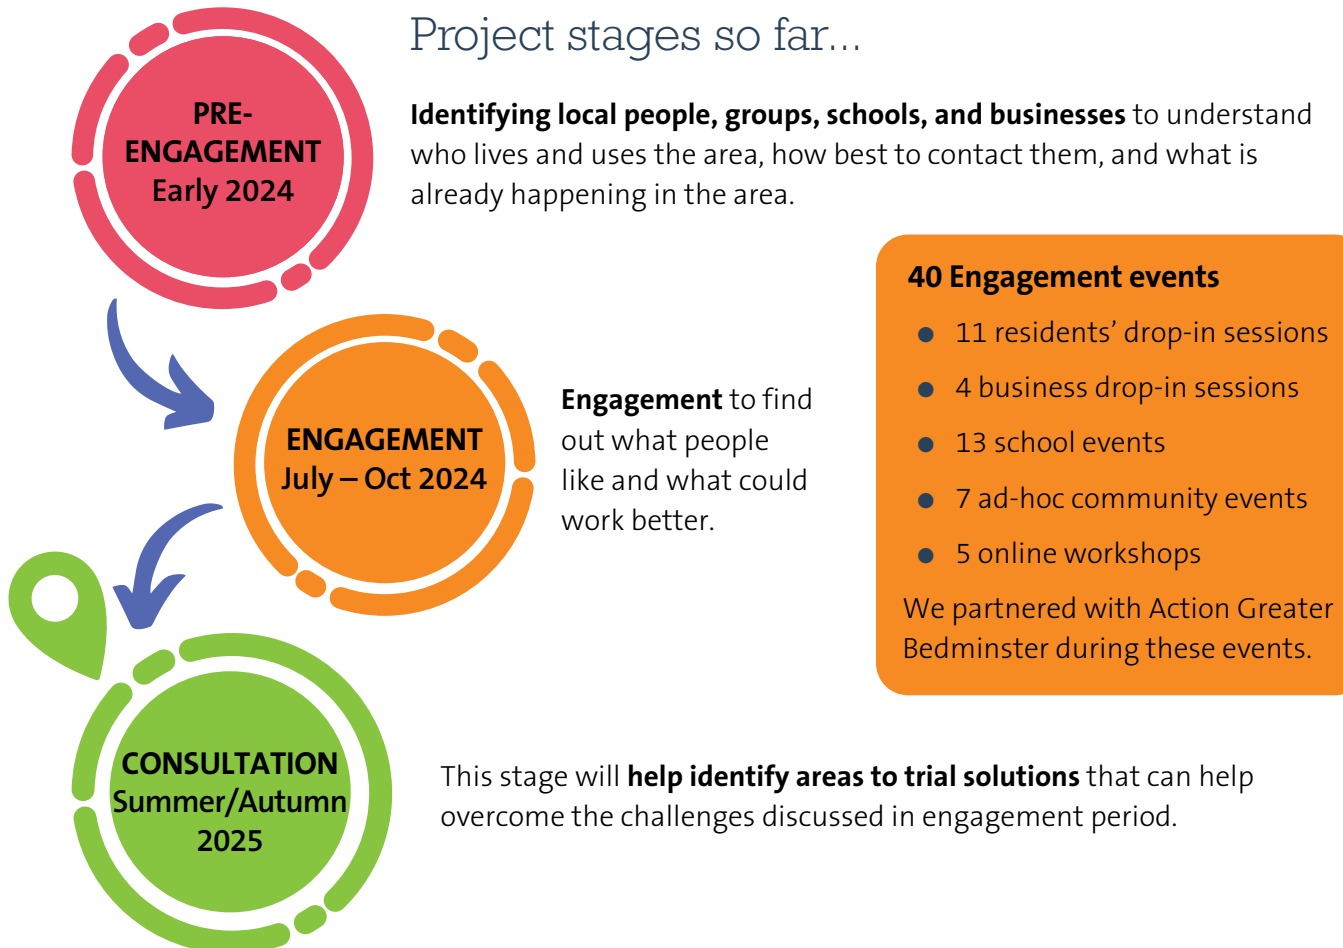 Project stages so far...
PRE-
ENGAGEMENT
Early 2024
Identifying local people, groups, schools, and businesses to understand
who lives and uses the area, how best to contact them, and what is
already happening in the area.
ENGAGEMENT
July – Oct 2024
Engagement to find
out what people
like and what could
work better.
40 Engagement events
● 11 residents’ drop-in sessions
● 4 business drop-in sessions
● 13 school events
● 7 ad-hoc community events
● 5 online workshops
We partnered with Action Greater
Bedminster during these events.
CONSULTATION
Summer/Autumn
2025
This stage will help identify areas to trial solutions that can help
overcome the challenges discussed in engagement period.